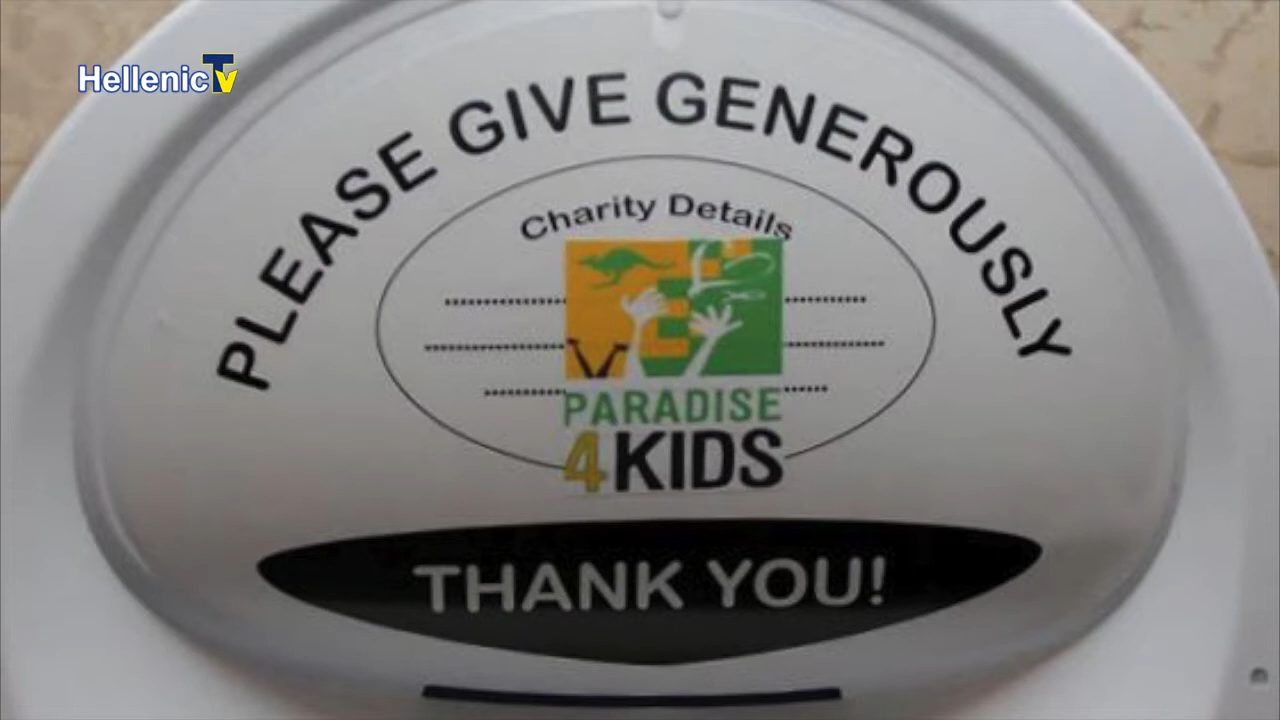 HellenicTv
PLEASE GIVE GENEROUSLY
Charity Details
PARADISE
4KIDS
THANK YOU!